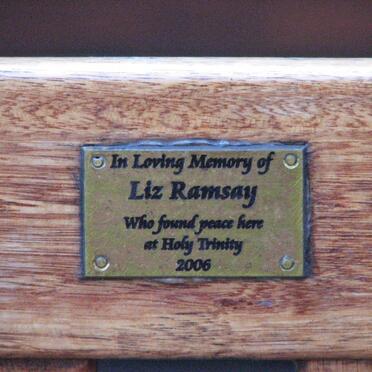 In Loving Memory of
Liz Ramsay
Who found peace here
at Holy Trinity
2006